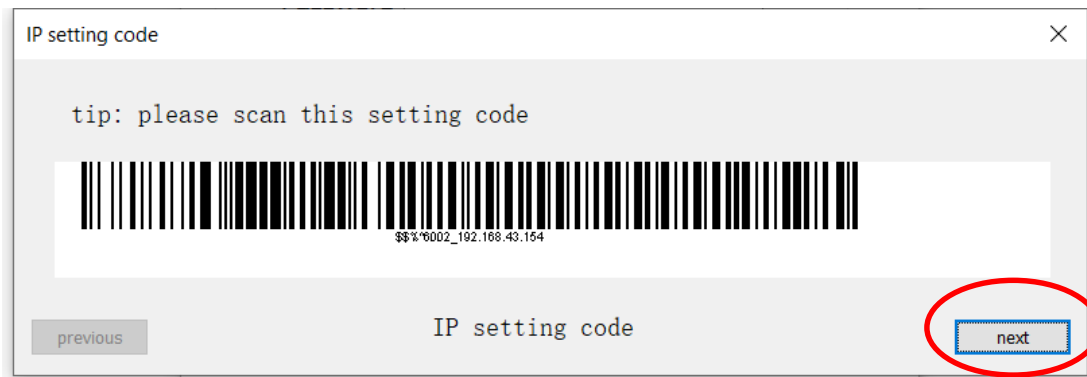 IP setting code
tip: please scan this setting code
$$%^6002_192.168.43.154
IP setting code
previous
next